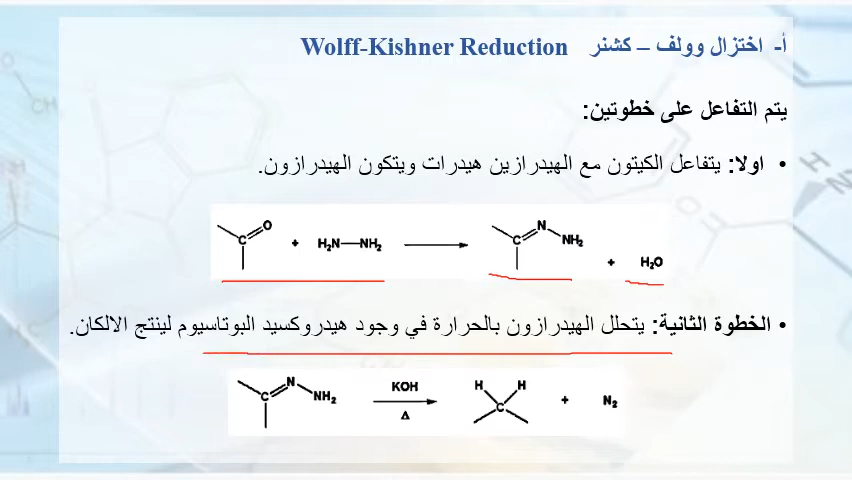 أ- اختزال وولف – كشنر Wolff-Kishner Reduction
يتم التفاعل على خطوتين:
• اولا: يتفاعل الكيتون مع الهيدرازين هيدرات ويتكون الهيدرازون.
C O + H₂N—NH₂ → C N NH₂ + H₂O
• الخطوة الثانية: يتحلل الهيدرازون بالحرارة في وجود هيدروكسيد البوتاسيوم لينتج الالكان.
C N NH₂ KOH Δ H H C + N₂